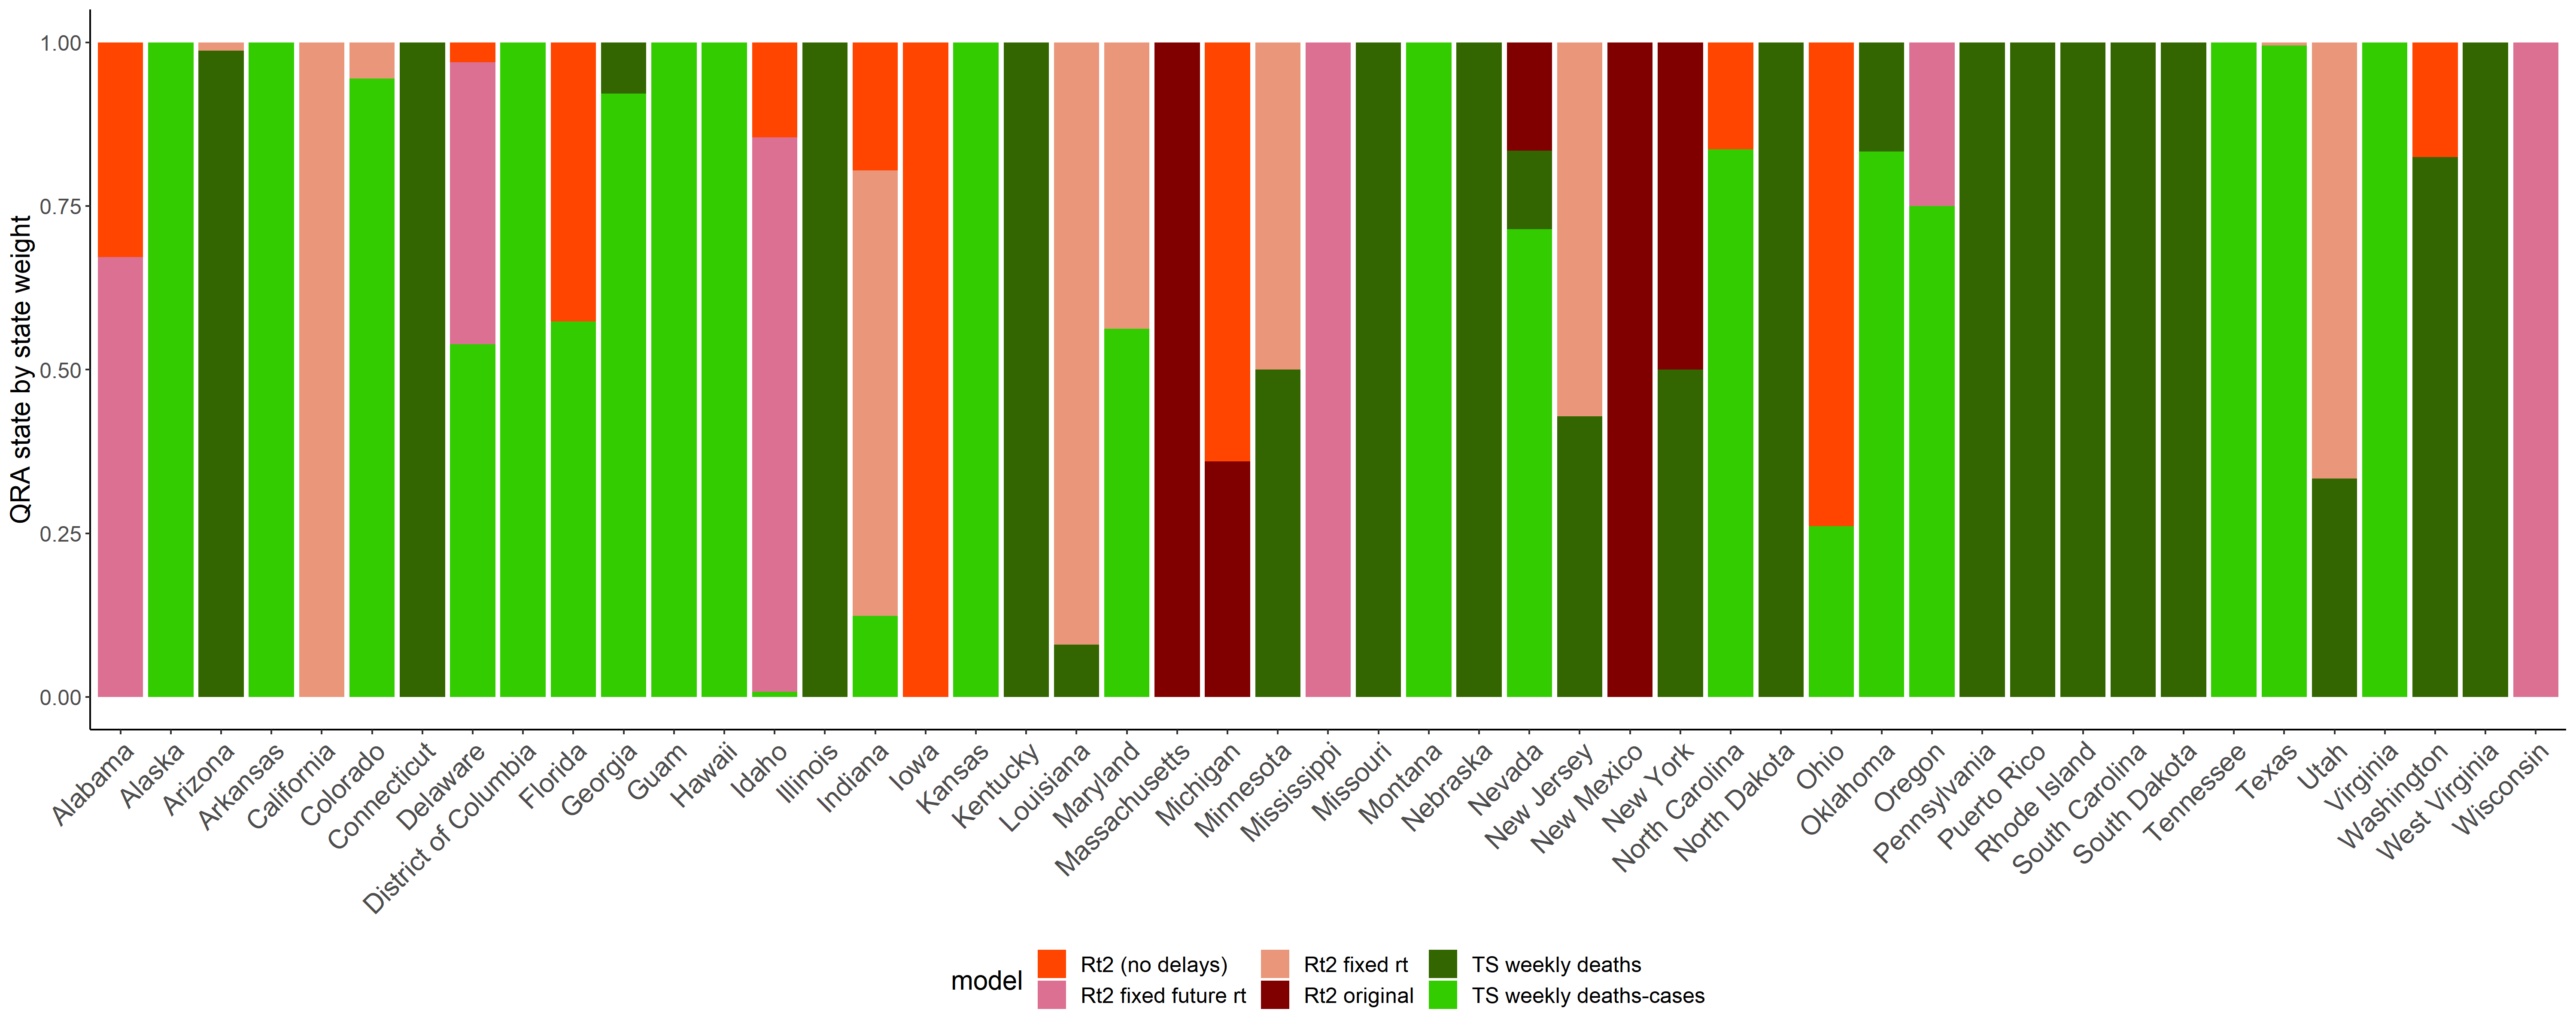 QRA state by state weight
1.00
0.75
0.50
0.25
0.00
Alabama
Alaska
Arizona
Arkansas
California
Colorado
Connecticut
Delaware
District of Columbia
Florida
Georgia
Guam
Hawaii
Idaho
Illinois
Indiana
Iowa
Kansas
Kentucky
Louisiana
Maryland
Massachusetts
Michigan
Minnesota
Mississippi
Missouri
Montana
Nebraska
Nevada
New Jersey
New Mexico
New York
North Carolina
North Dakota
Ohio
Oklahoma
Oregon
Pennsylvania
Puerto Rico
Rhode Island
South Carolina
South Dakota
Tennessee
Texas
Utah
Virginia
Washington
West Virginia
Wisconsin
model
Rt2 (no delays)
Rt2 fixed future rt
Rt2 fixed rt
Rt2 original
TS weekly deaths
TS weekly deaths-cases